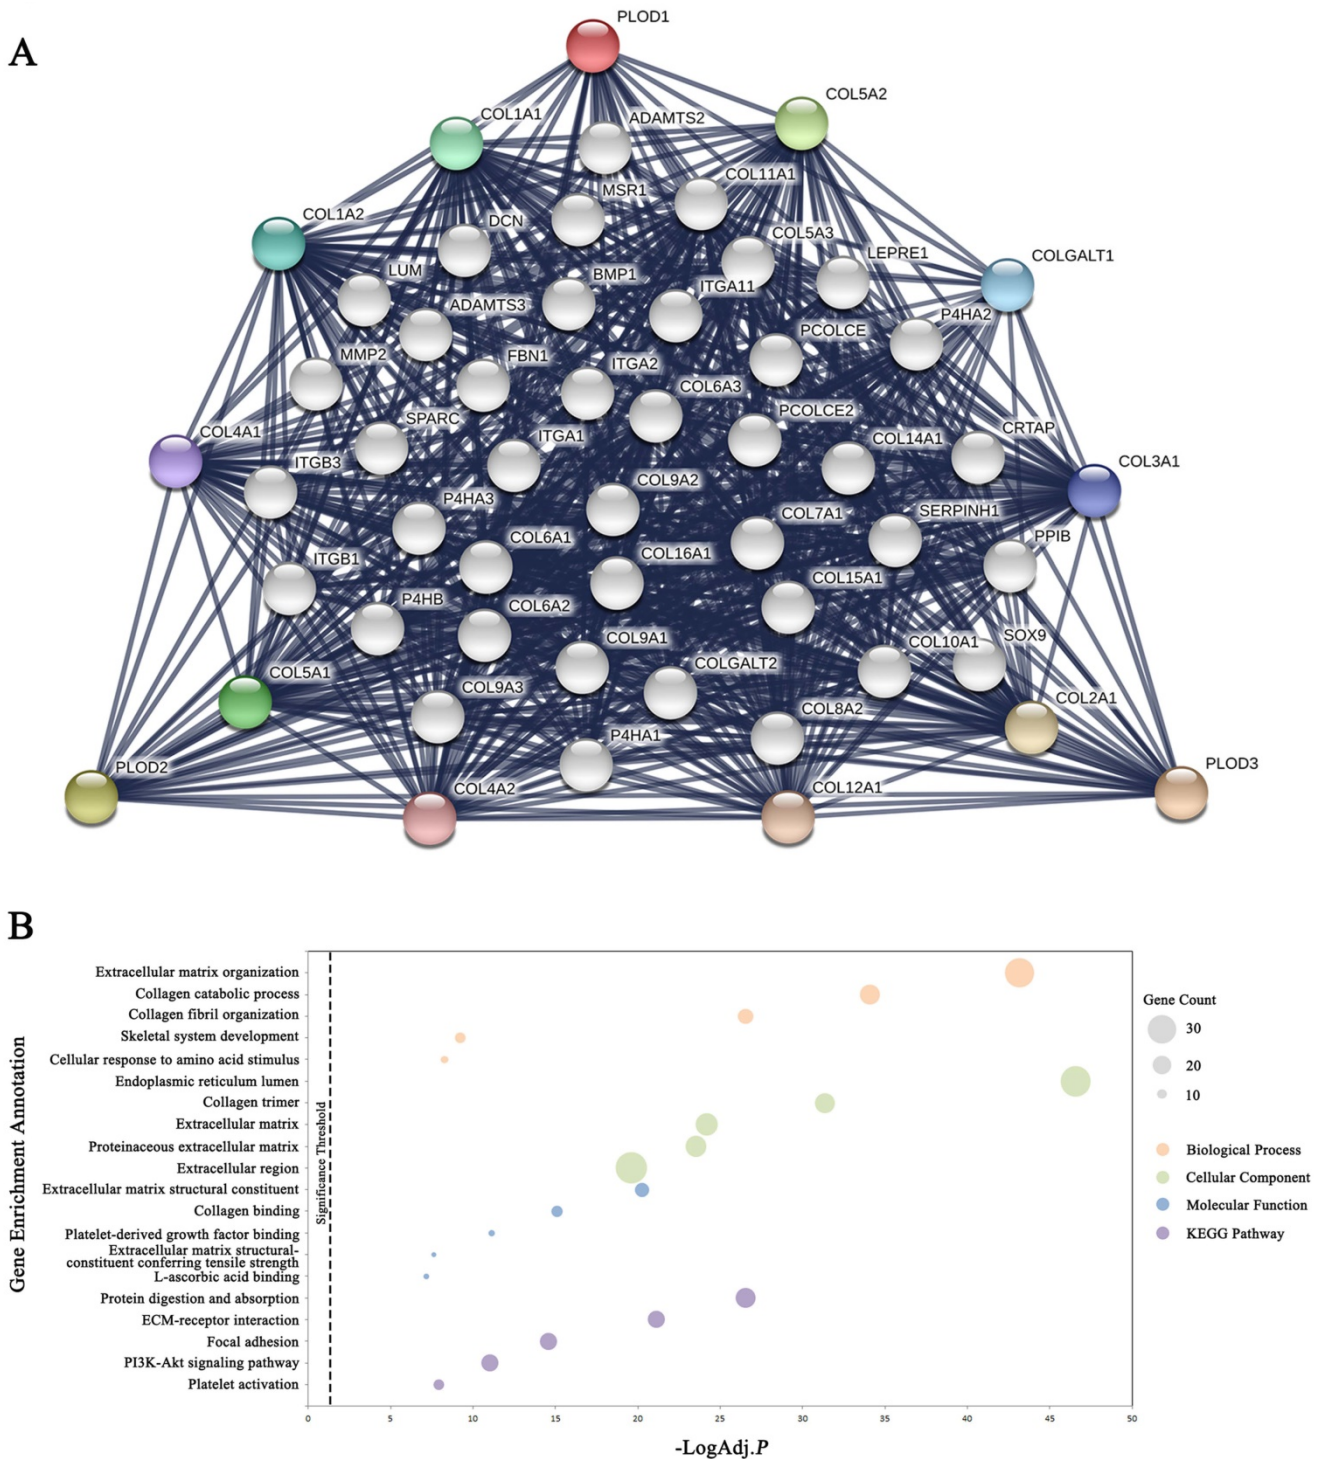 A
PLOD1
COL5A2
COL1A1
ADAMTS2
COL11A1
MSR1
COL1A2
DCN
COL5A3
LEPRE1
COLGALT1
LUM
BMP1
ITGA11
ADAMTS3
P4HA2
PCOLCE
MMP2
FBN1
ITGA2
COL6A3
PCOLCE2
SPARC
COL4A1
ITGA1
COL14A1
CRTAP
ITGB3
COL3A1
COL9A2
P4HA3
COL7A1
SERPINH1
COL6A1
PPIB
COL16A1
ITGB1
COL15A1
P4HB
COL6A2
COL9A1
COL10A1
SOX9
COLGALT2
COL5A1
COL9A3
COL2A1
COL8A2
P4HA1
PLOD2
PLOD3
COL4A2
COL12A1
B
Gene Enrichment Annotation
Extracellular matrix organization
Collagen catabolic process
Collagen fibril organization
Skeletal system development
Cellular response to amino acid stimulus
Endoplasmic reticulum lumen
Collagen trimer
Extracellular matrix
Proteinaceous extracellular matrix
Extracellular region
Extracellular matrix structural constituent
Collagen binding
Platelet-derived growth factor binding
Extracellular matrix structural-
constituent conferring tensile strength
L-ascorbic acid binding
Protein digestion and absorption
ECM-receptor interaction
Focal adhesion
PI3K-Akt signaling pathway
Platelet activation
Significance Threshold
0 5 10 15 20 25 30 35 40 45 50
-LogAdj.P
Gene Count
30
20
10
Biological Process
Cellular Component
Molecular Function
KEGG Pathway